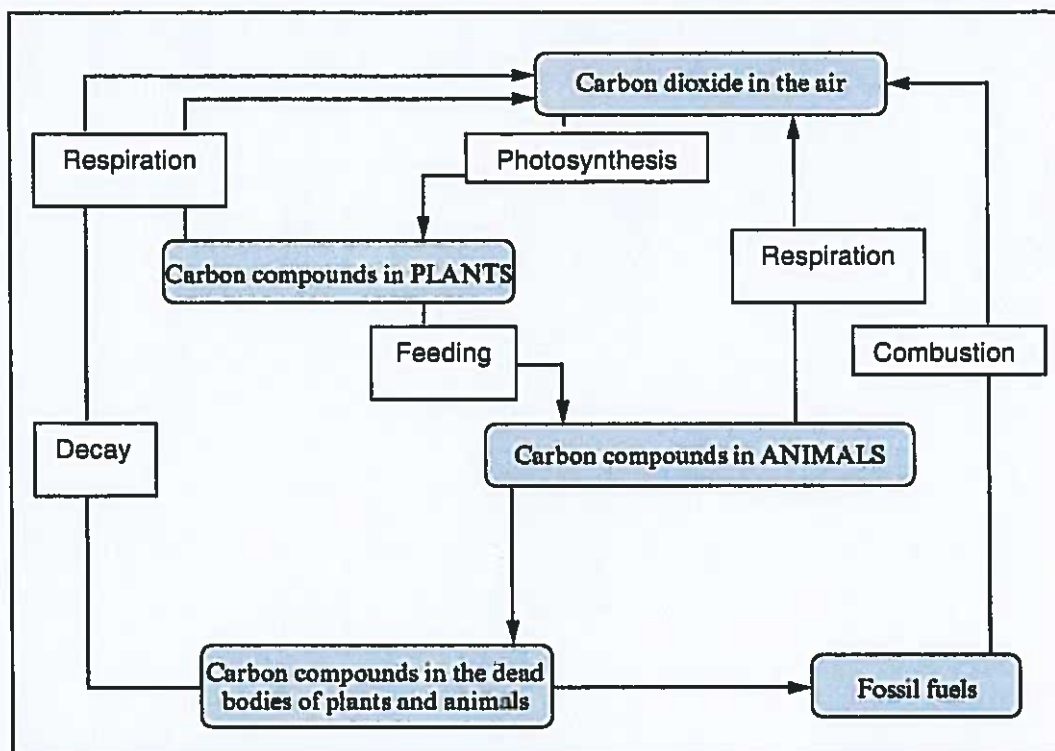 Carbon dioxide in the air
Respiration
Photosynthesis
Carbon compounds in PLANTS
Respiration
Feeding
Combustion
Decay
Carbon compounds in ANIMALS
Carbon compounds in the dead
bodies of plants and animals
Fossil fuels